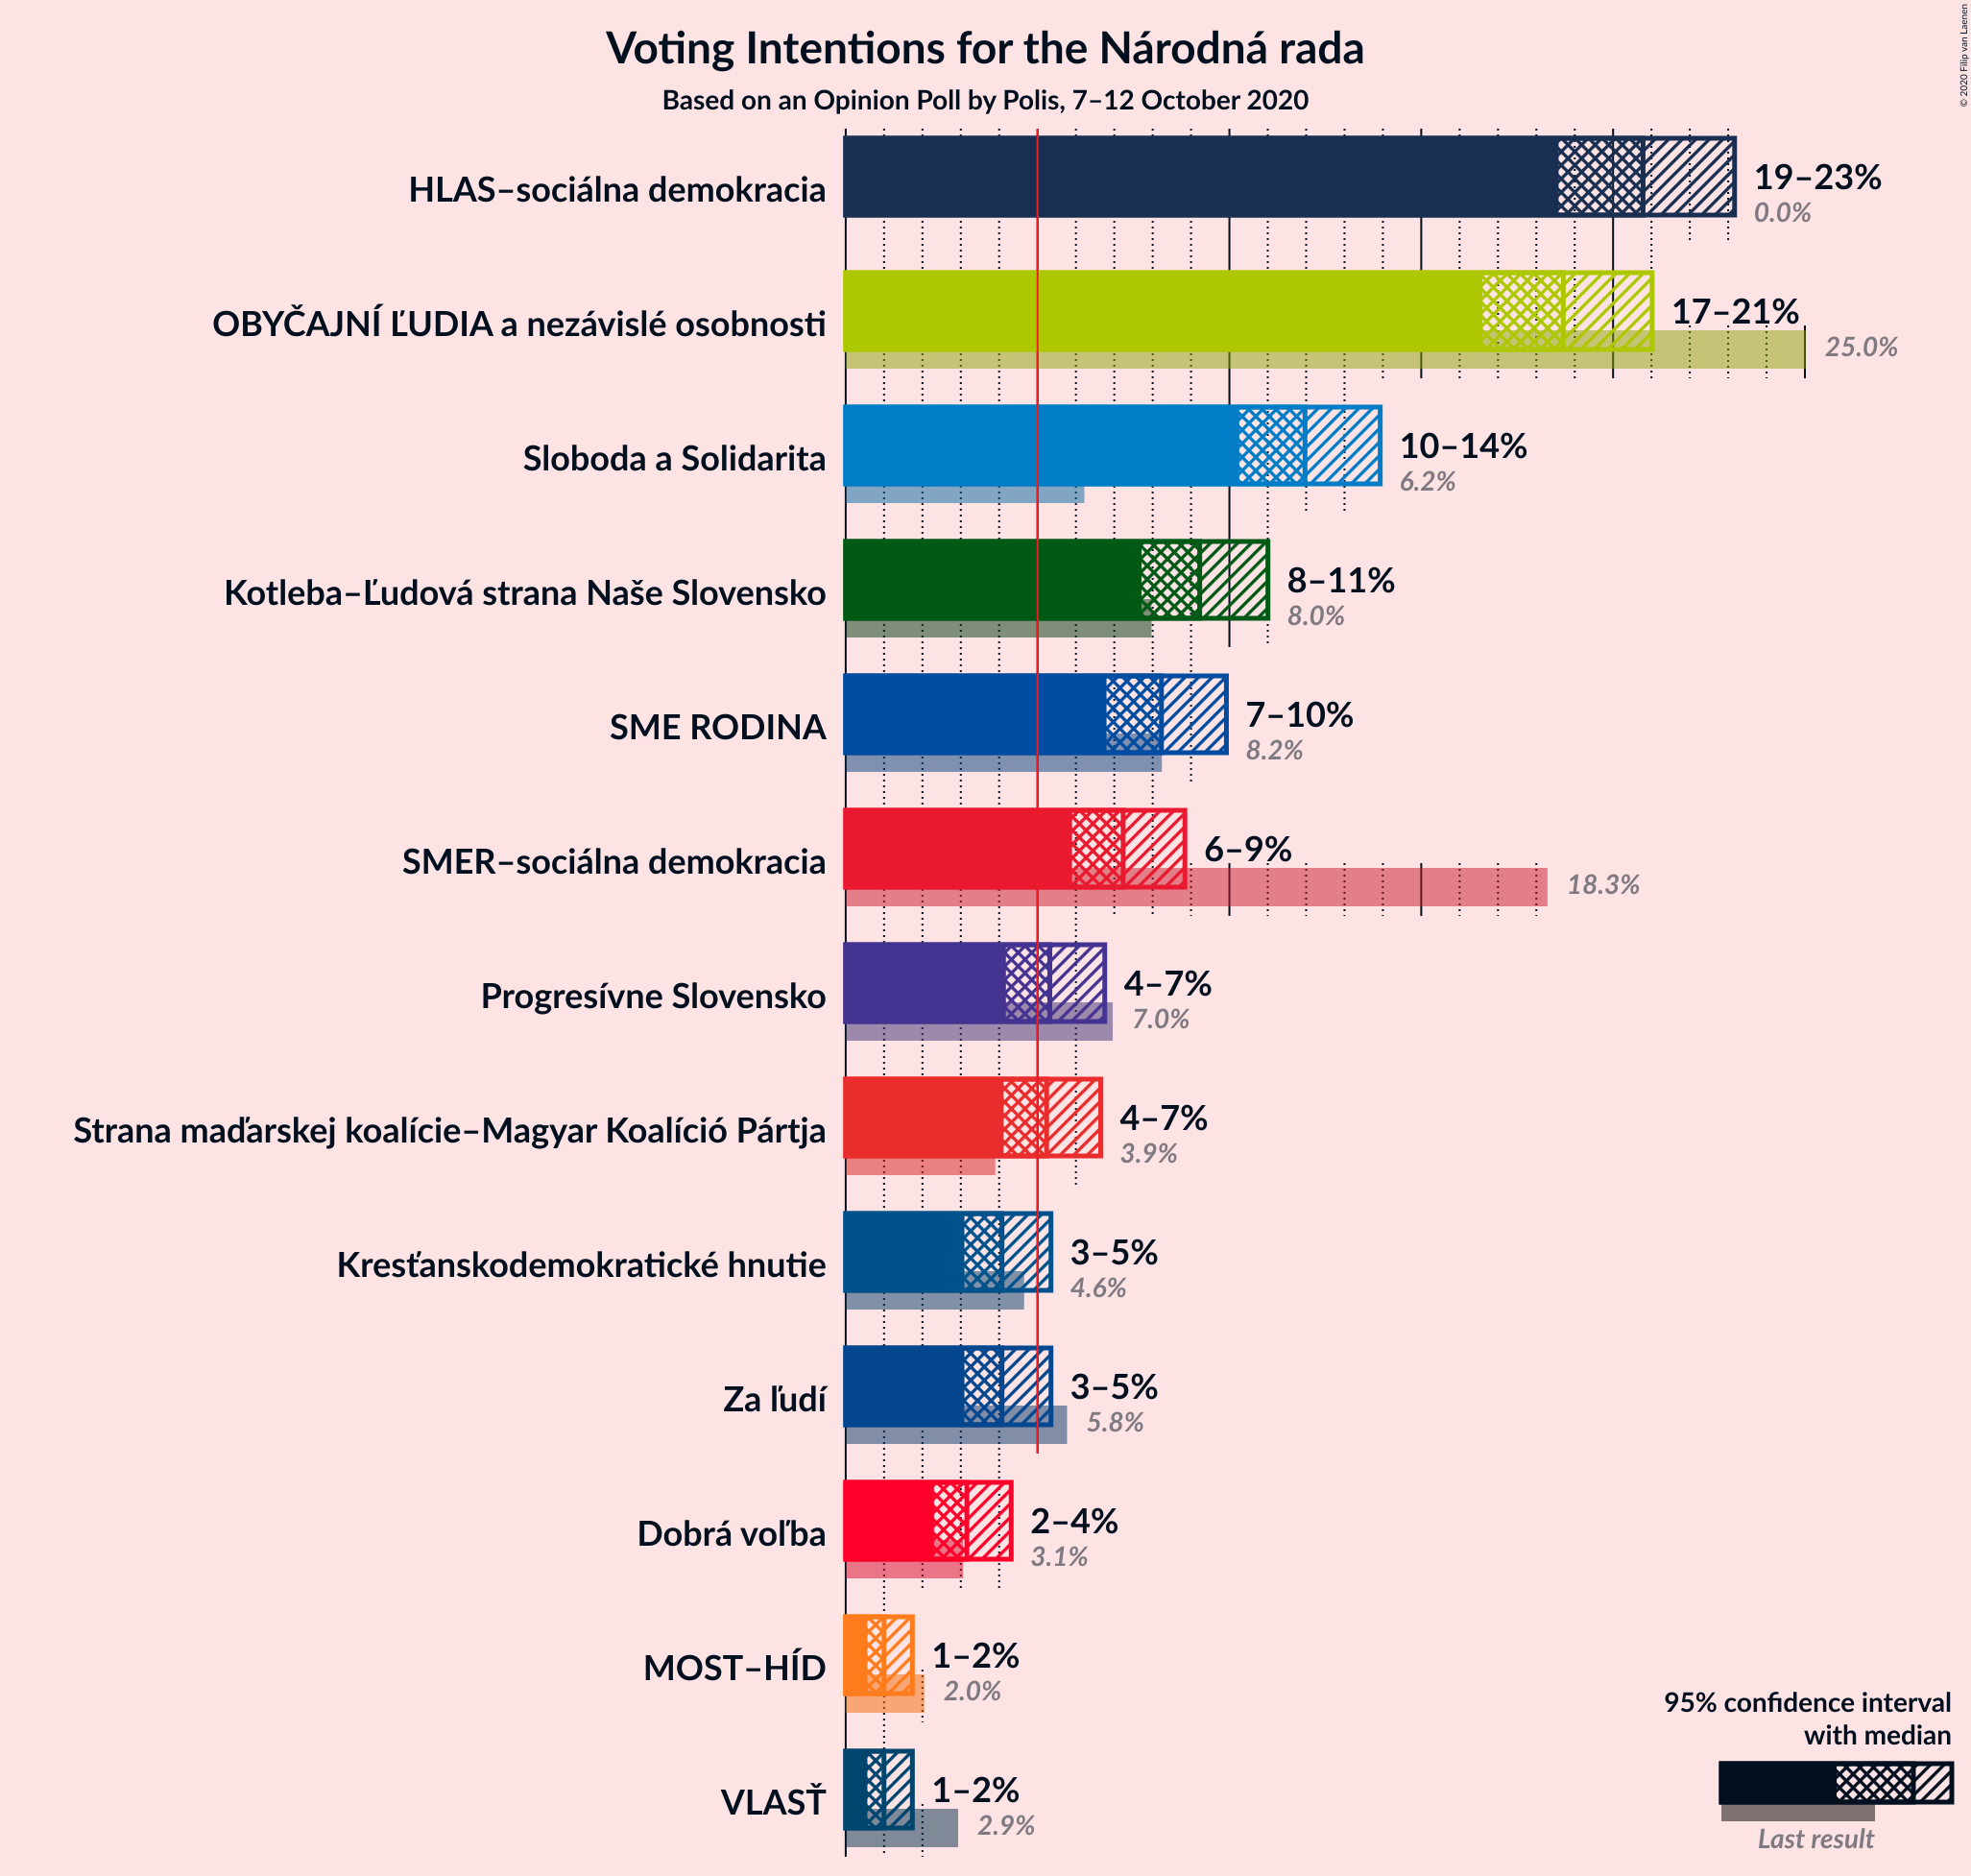 Voting Intentions for the Národná rada
Based on an Opinion Poll by Polis, 7–12 October 2020
© 2020 Filip van Laenen
HLAS–sociálna demokracia
19–23%
0.0%
OBYČAJNÍ ĽUDIA a nezávislé osobnosti
17–21%
25.0%
Sloboda a Solidarita
10–14%
6.2%
Kotleba–Ľudová strana Naše Slovensko
8–11%
8.0%
SME RODINA
7–10%
8.2%
SMER–sociálna demokracia
6–9%
18.3%
Progresívne Slovensko
4–7%
7.0%
Strana maďarskej koalície–Magyar Koalíció Pártja
4–7%
3.9%
Kresťanskodemokratické hnutie
3–5%
4.6%
Za ľudí
3–5%
5.8%
Dobrá voľba
2–4%
3.1%
MOST–HÍD
1–2%
2.0%
VLASŤ
1–2%
2.9%
95% confidence interval
with median
Last result